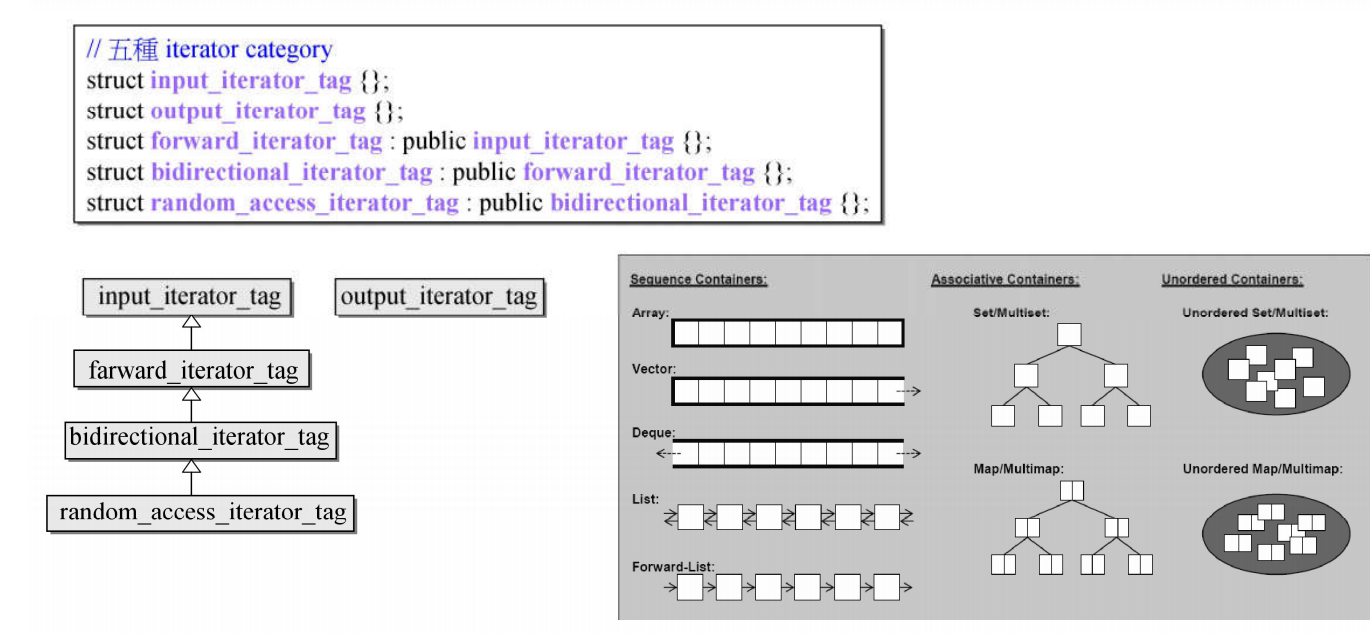 // 五種 iterator category
struct input_iterator_tag {};
struct output_iterator_tag {};
struct forward_iterator_tag : public input_iterator_tag {};
struct bidirectional_iterator_tag : public forward_iterator_tag {};
struct random_access_iterator_tag : public bidirectional_iterator_tag {};
input_iterator_tag
output_iterator_tag
farward_iterator_tag
bidirectional_iterator_tag
random_access_iterator_tag
Sequence Containers:
Array:
Vector:
Deque:
List:
Forward-List:
Associative Containers:
Set/Multiset:
Map/Multimap:
Unordered Containers:
Unordered Set/Multiset:
Unordered Map/Multimap: